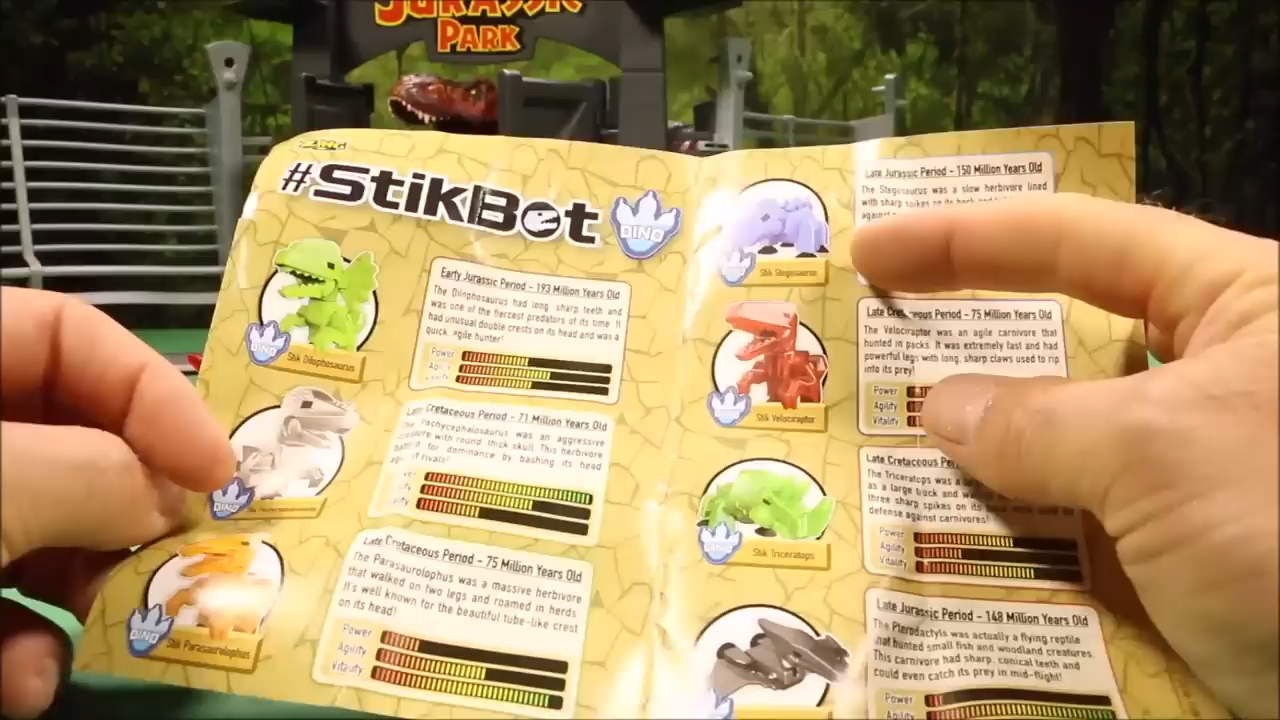 JURASSIC
PARK
ZING
#StikBot
DINO
Early Jurassic Period - 193 Million Years Old
The Dilophosaurus had long sharp teeth and
was one of the fiercest predators of its time. It
had unusual double crests on its head and was a
quick, agile hunter!
Power
Agility
DINO
Stik Dilophosaurus
Late Cretaceous Period - 71 Million Years Old
The Pachycephalosaurus was an aggressive
creature with round thick skull. This herbivore
for dominance by bashing its head
rivals!
DINO
Late Cretaceous Period - 75 Million Years Old
The Parasaurolophus was a massive herbivore
that walked on two legs and roamed in herds
It's well known for the beautiful tube-like crest
on its head!
Power
Agility
Vitality
DINO
Stik Parasaurolophus
Late Jurassic Period - 150 Million Years Old
The Stegosaurus was a slow herbivore lined
with sharp spikes on its back
against
Stik Stegosaurus
Late Cretaceous Period - 75 Million Years Old
The Velociraptor was an agile carnivore that
hunted in packs. It was extremely fast and had
powerful legs with long, sharp claws used to rip
into its prey!
Power
Agility
Vitality
DINO
Stik Velociraptor
Late Cretaceous
The Triceratops was a
as a large truck and
three sharp spikes on its
defense against carnivores!
Power
Agility
Vitality
DINO
Stik Triceratops
Late Jurassic Period - 148 Million Years Old
The Pterodactyls was actually a flying reptile
that hunted small fish and woodland creatures.
This carnivore had sharp, conical teeth and
could even catch its prey in mid-flight!
Power
Agility